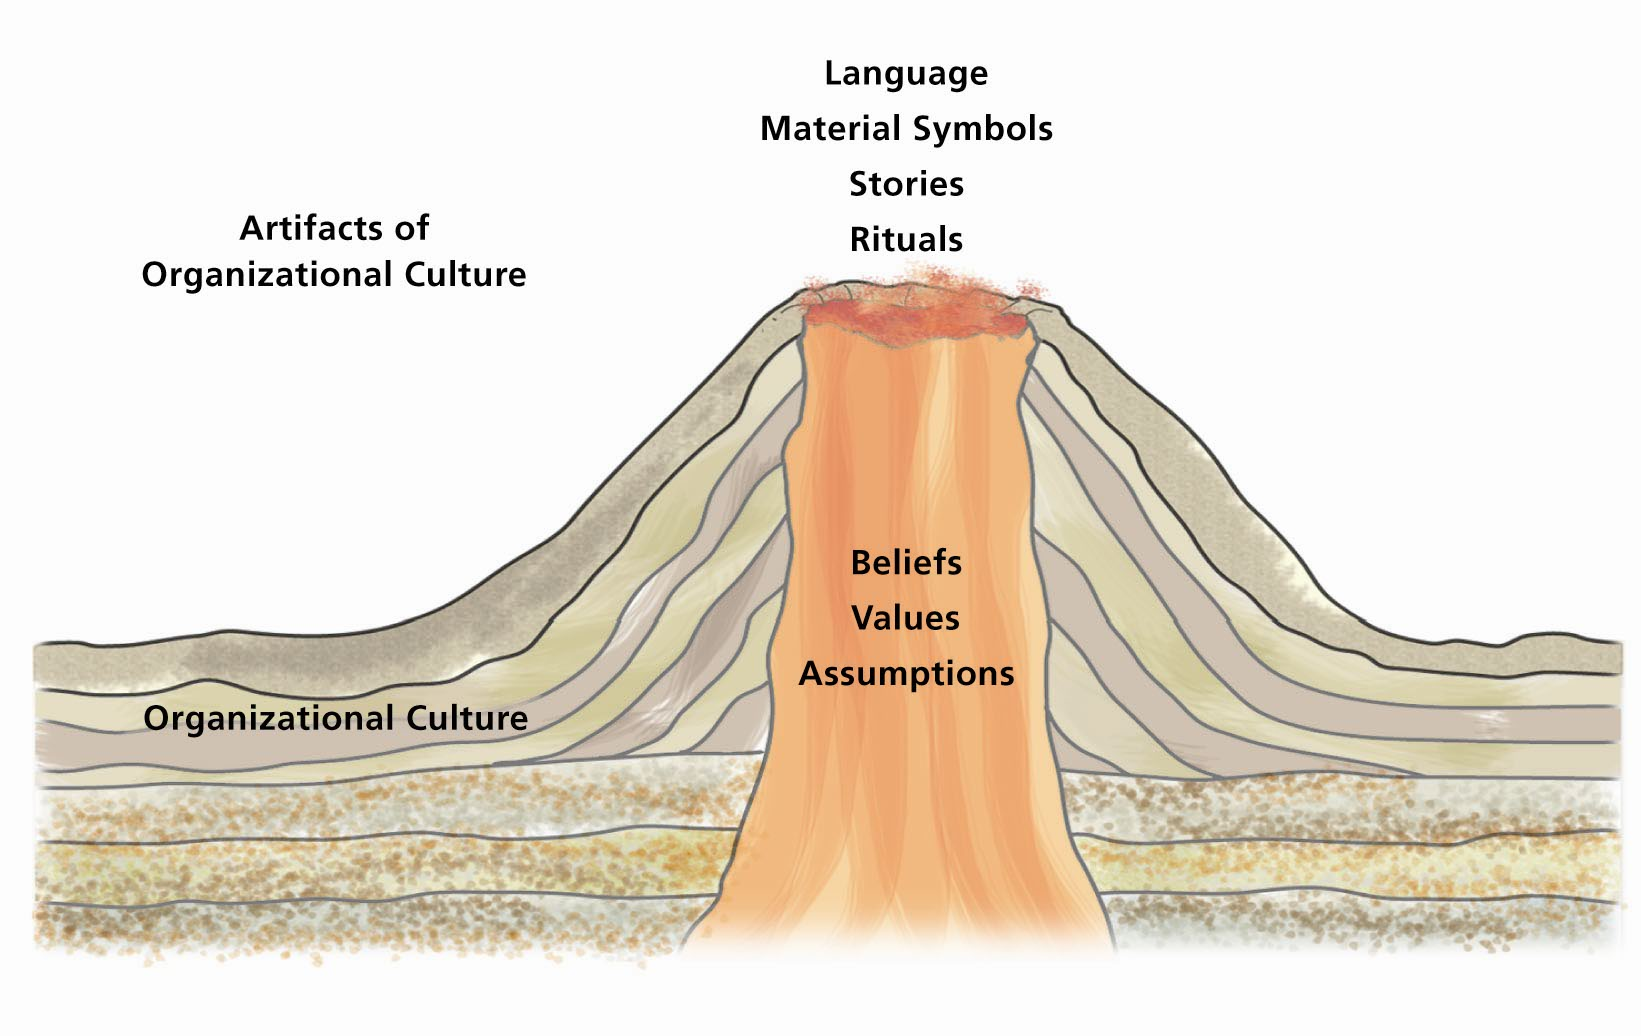 Language
Material Symbols
Stories
Rituals
Artifacts of
Organizational Culture
Beliefs
Values
Assumptions
Organizational Culture